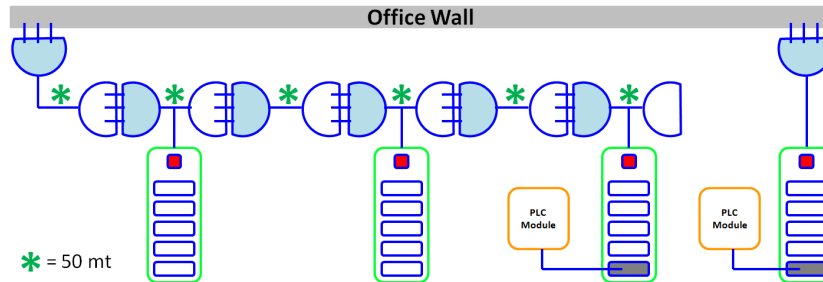 Office Wall
PLC
Module
PLC
Module
* = 50 mt